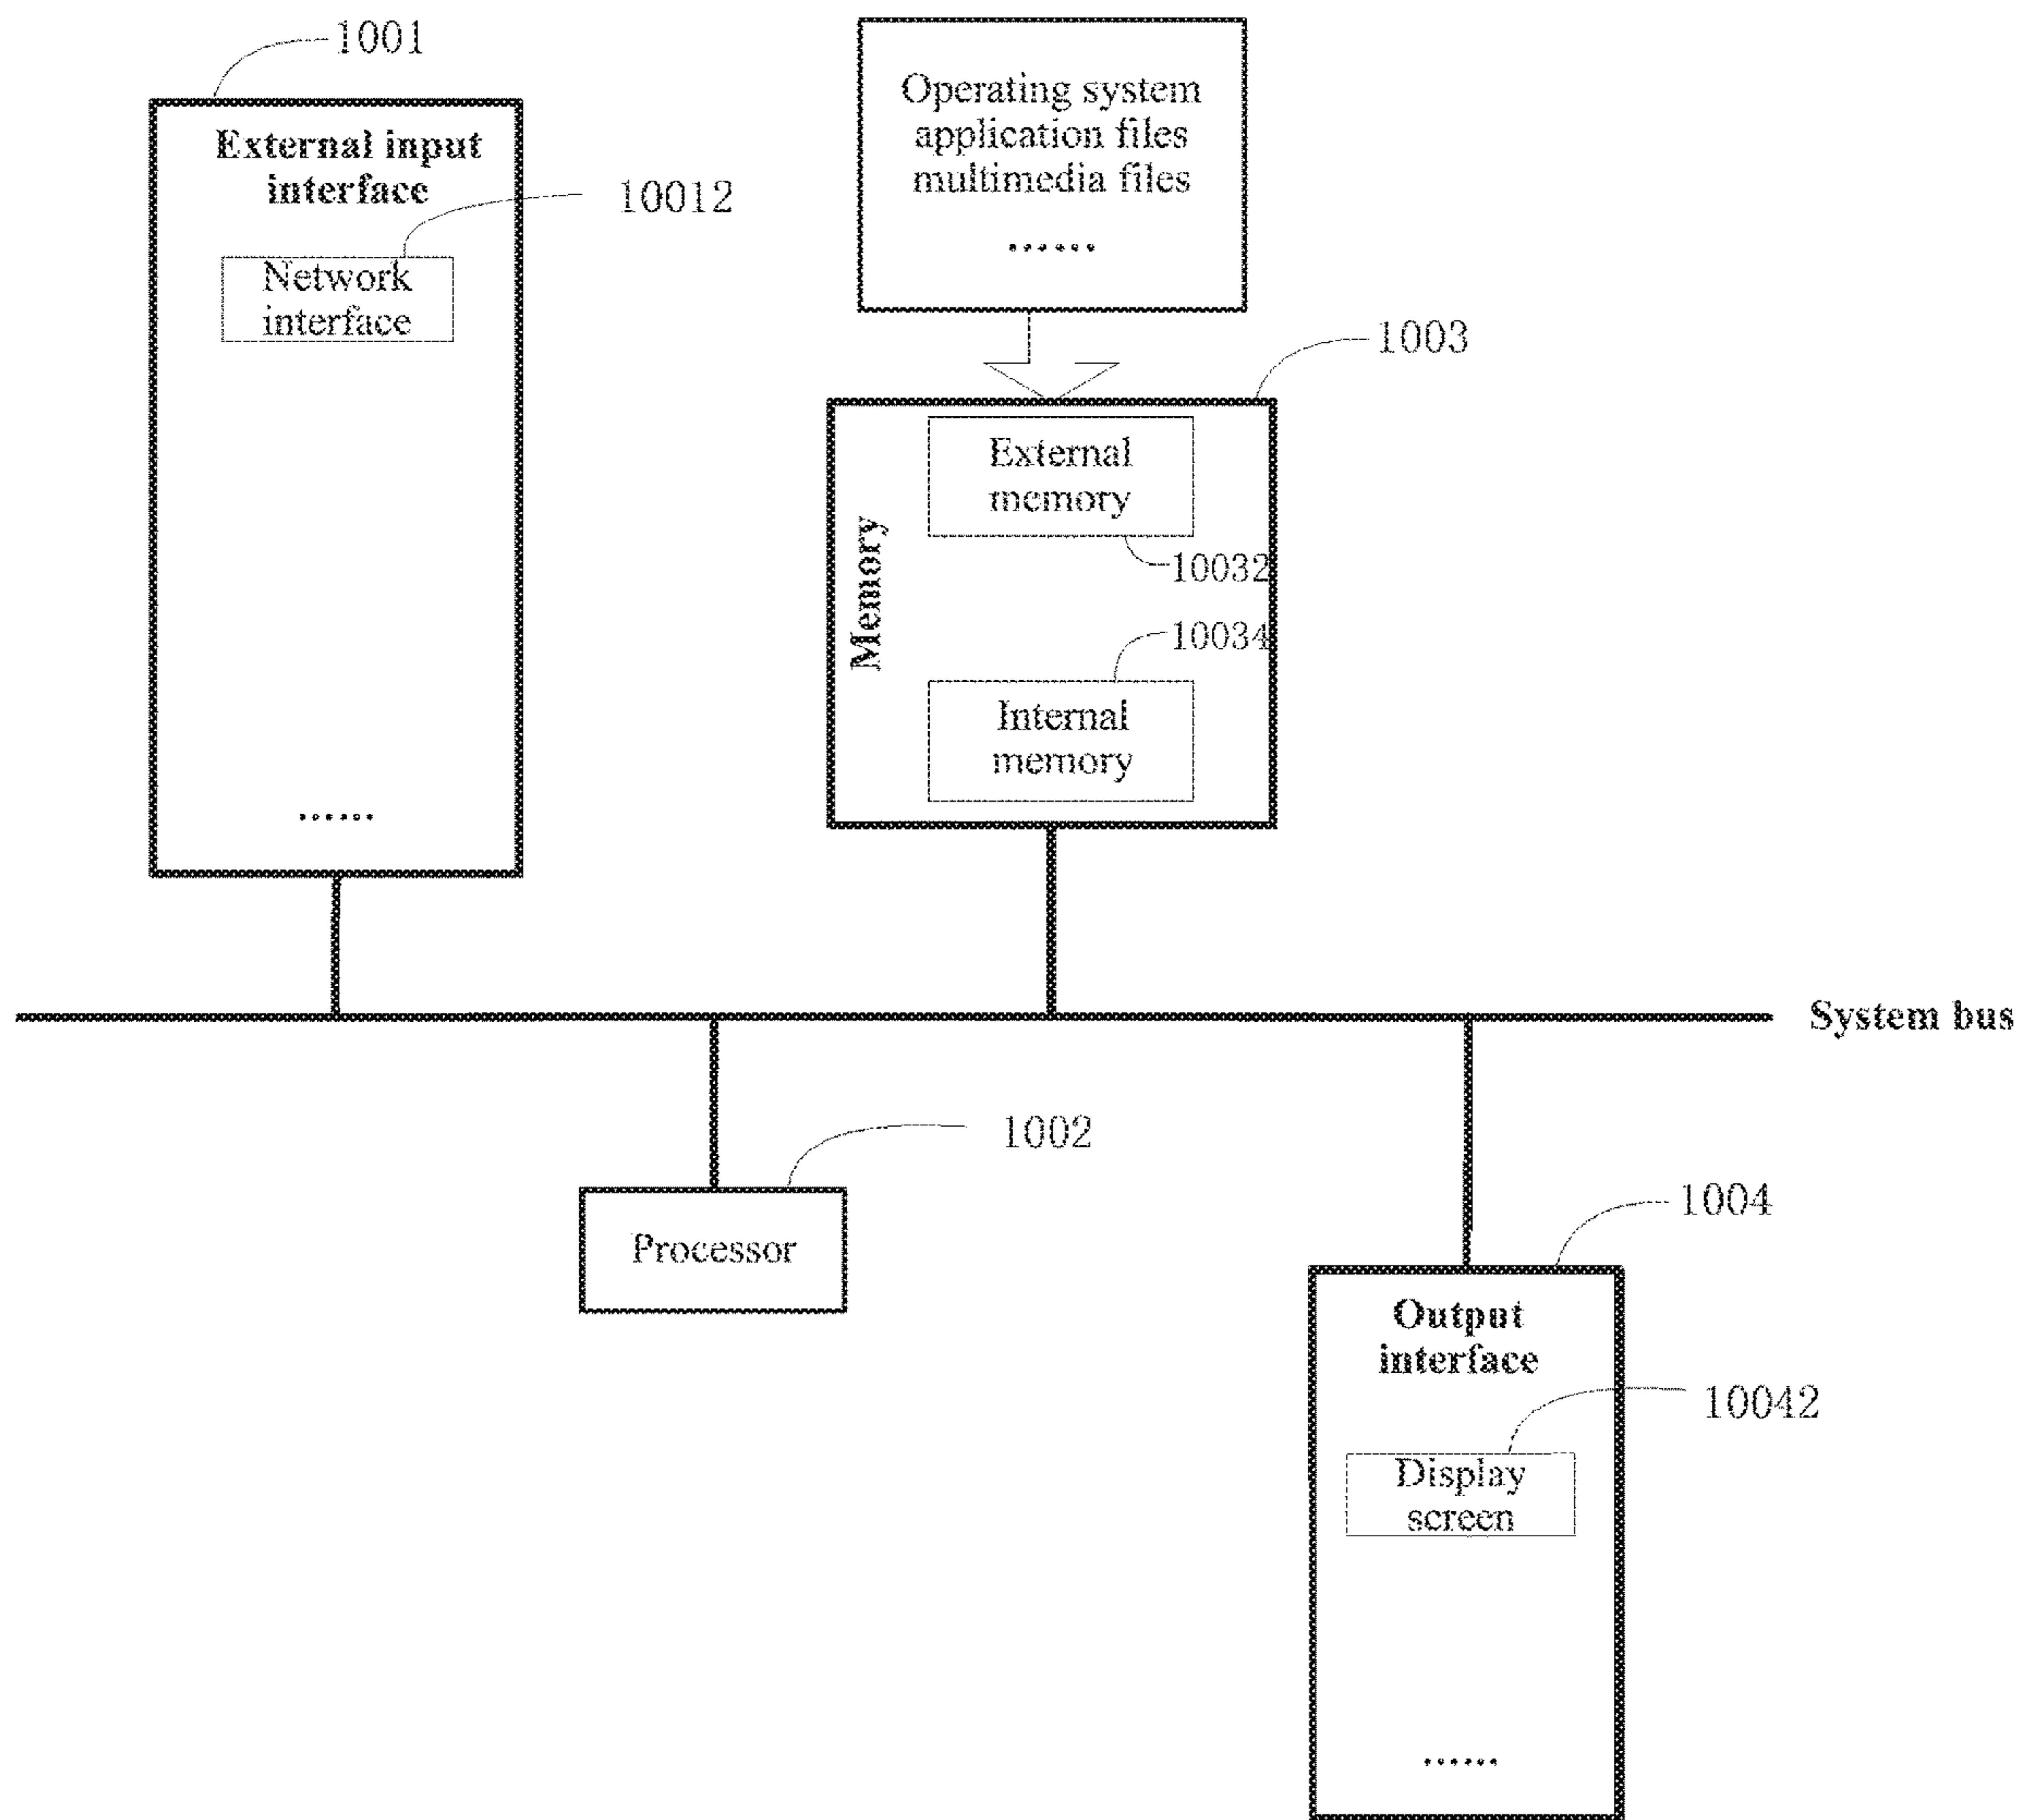 1001
External input
interface
10012
Network
interface
......
Operating system
application files
multimedia files
......
1003
Memory
External
memory
10032
10034
Internal
memory
System bus
1002
Processor
1004
Output
interface
10042
Display
screen
......